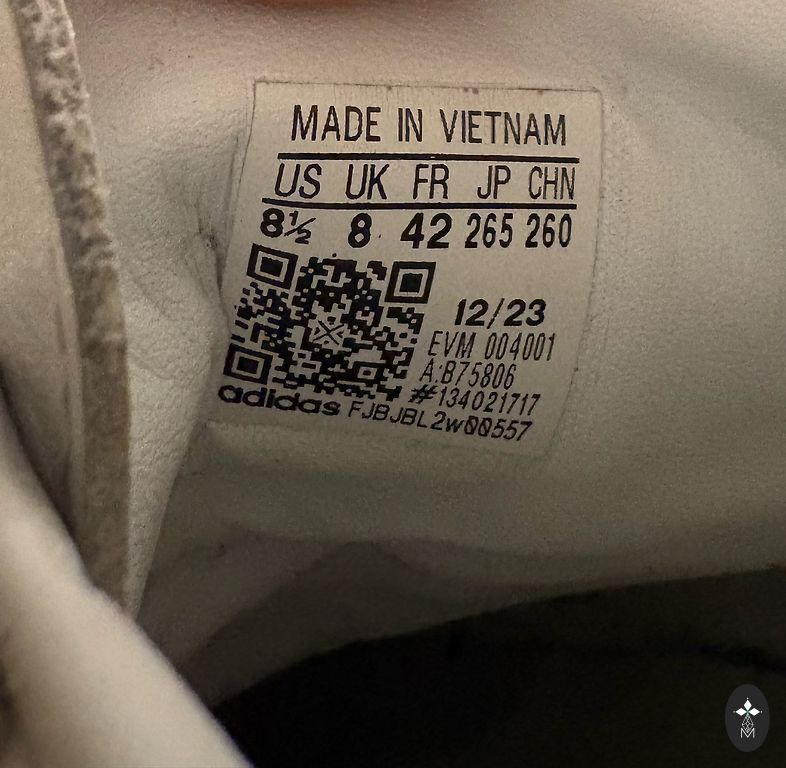 MADE IN VIETNAM
US UK FR JP CHN
8½ 8 42 265 260
12/23
EVM 004001
A:B75806
#134021717
adidas FJBJBL2w00557
M